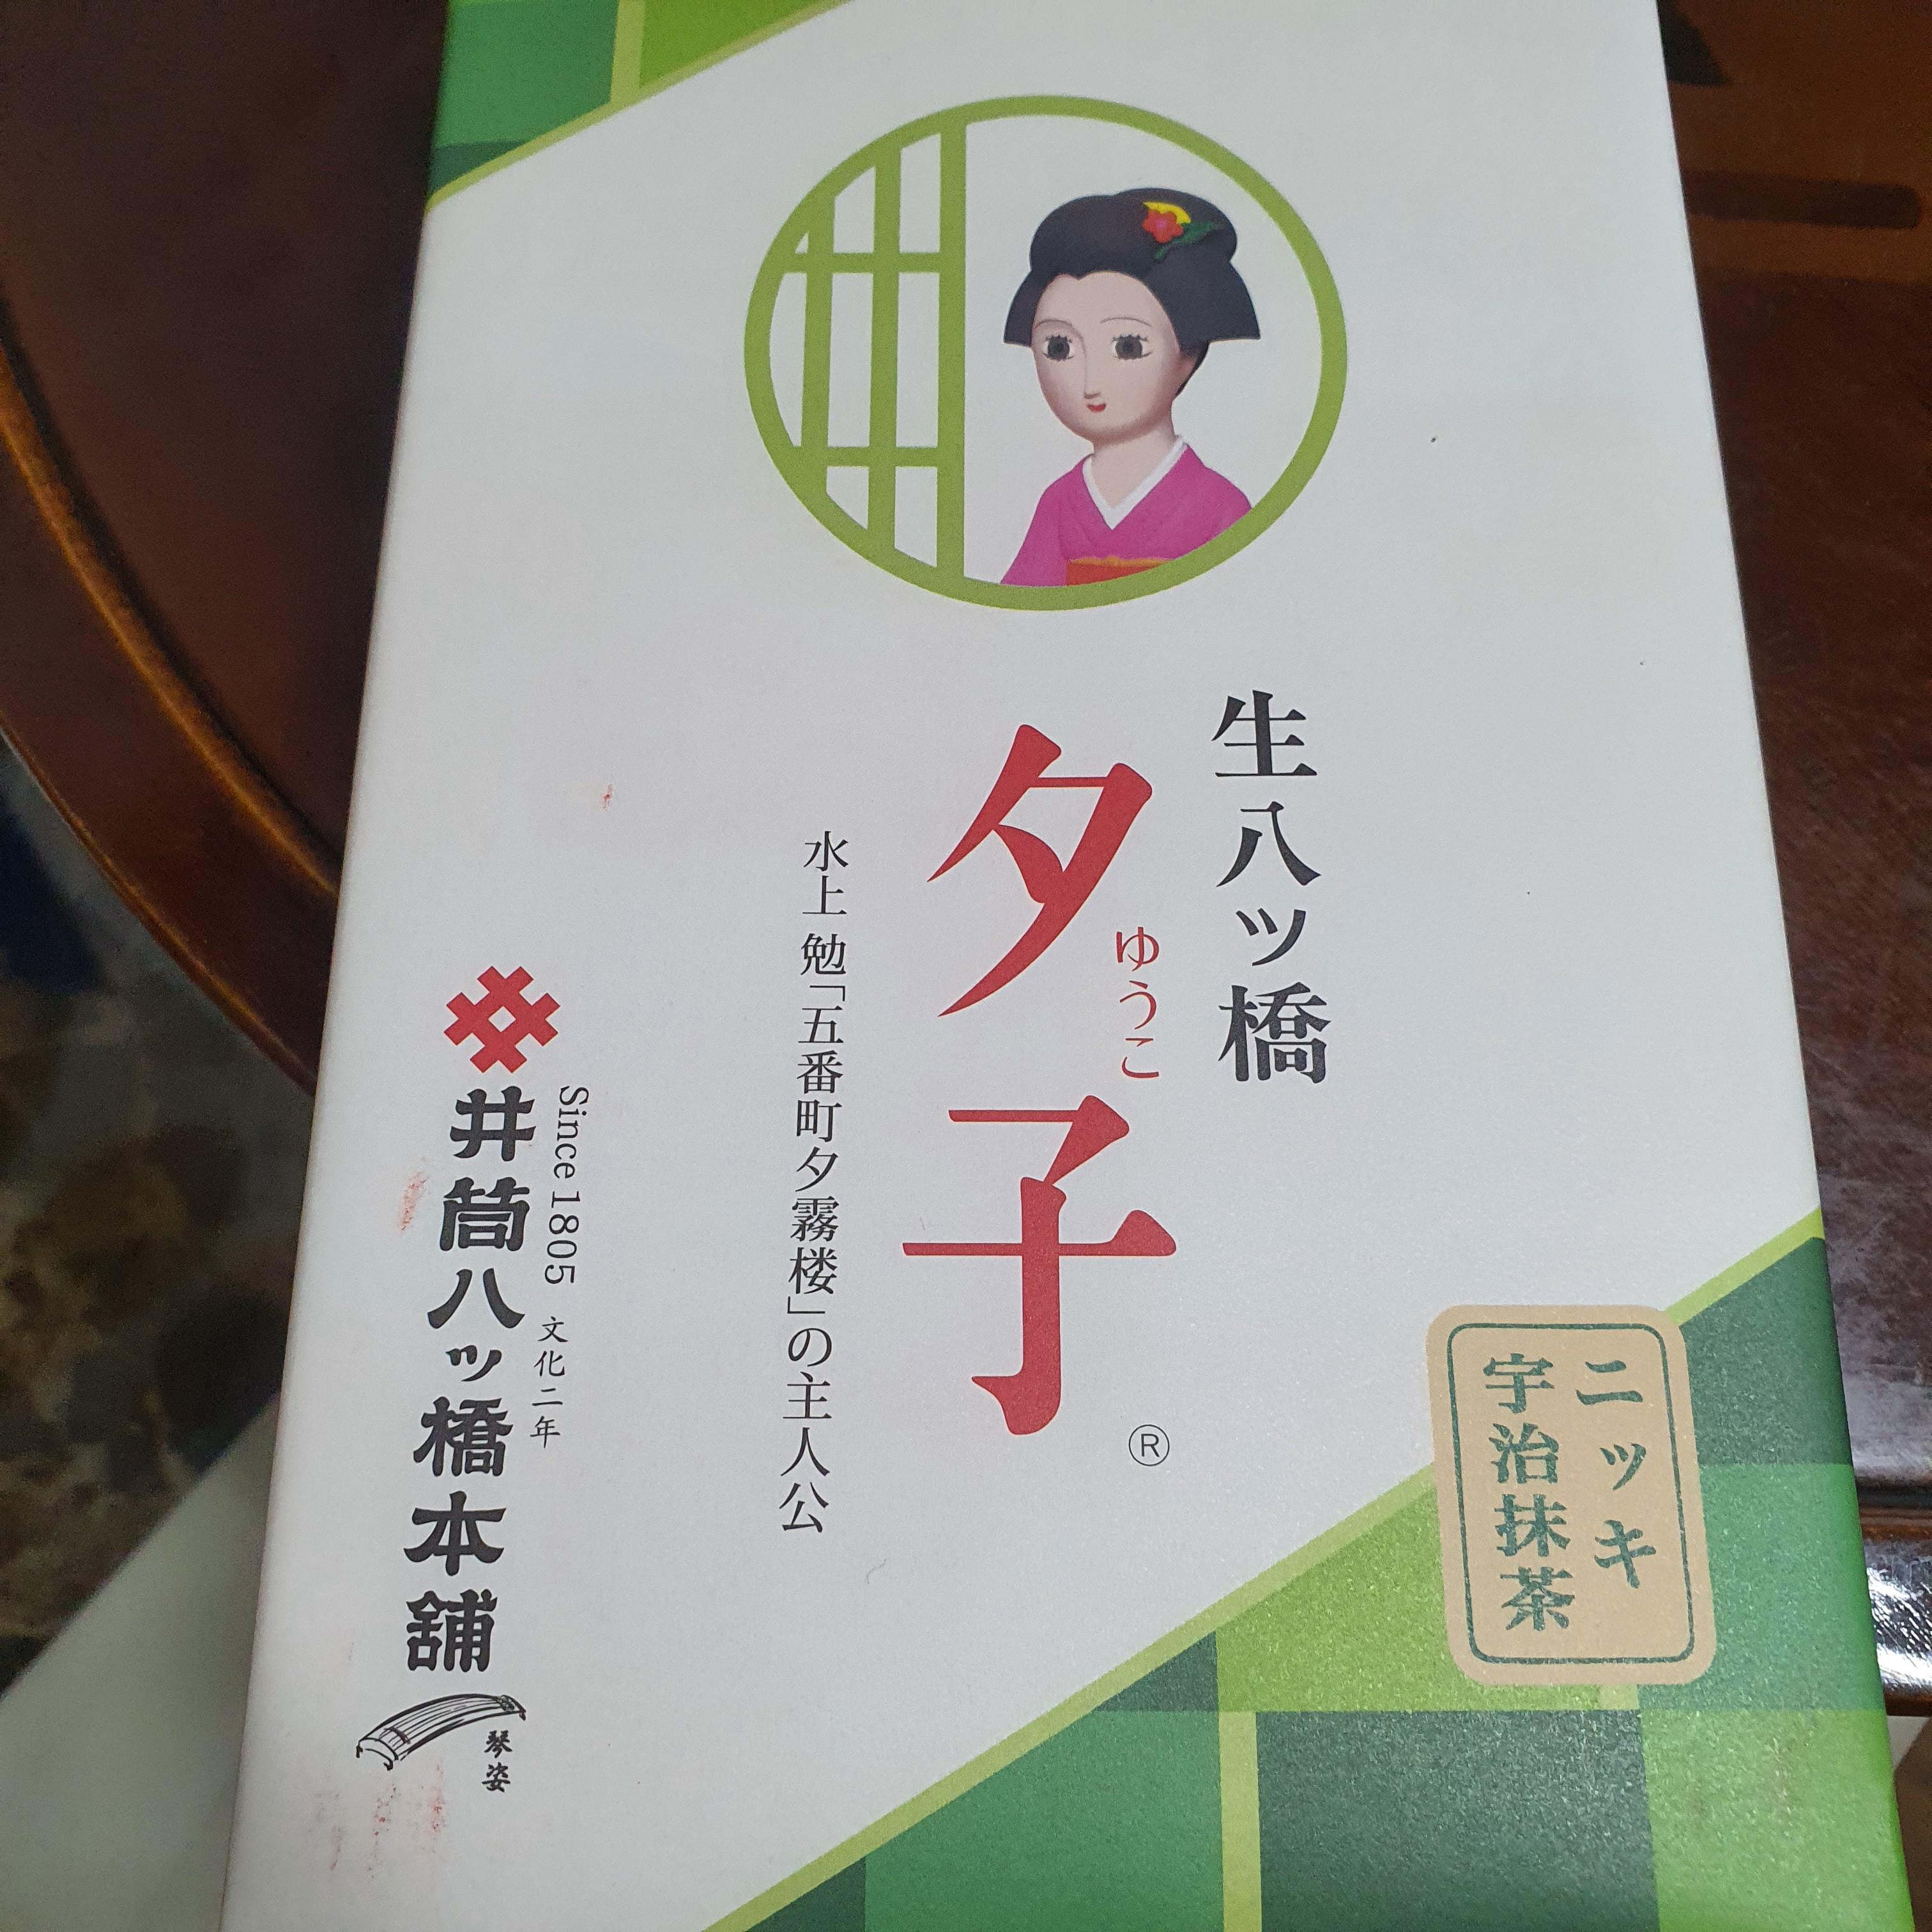 生八ッ橋
夕子
ゆうこ
®
水上 勉「五番町夕霧楼」の主人公
ニッキ
宇治抹茶
Since 1805 文化二年
井筒八ッ橋本舗
琴姿